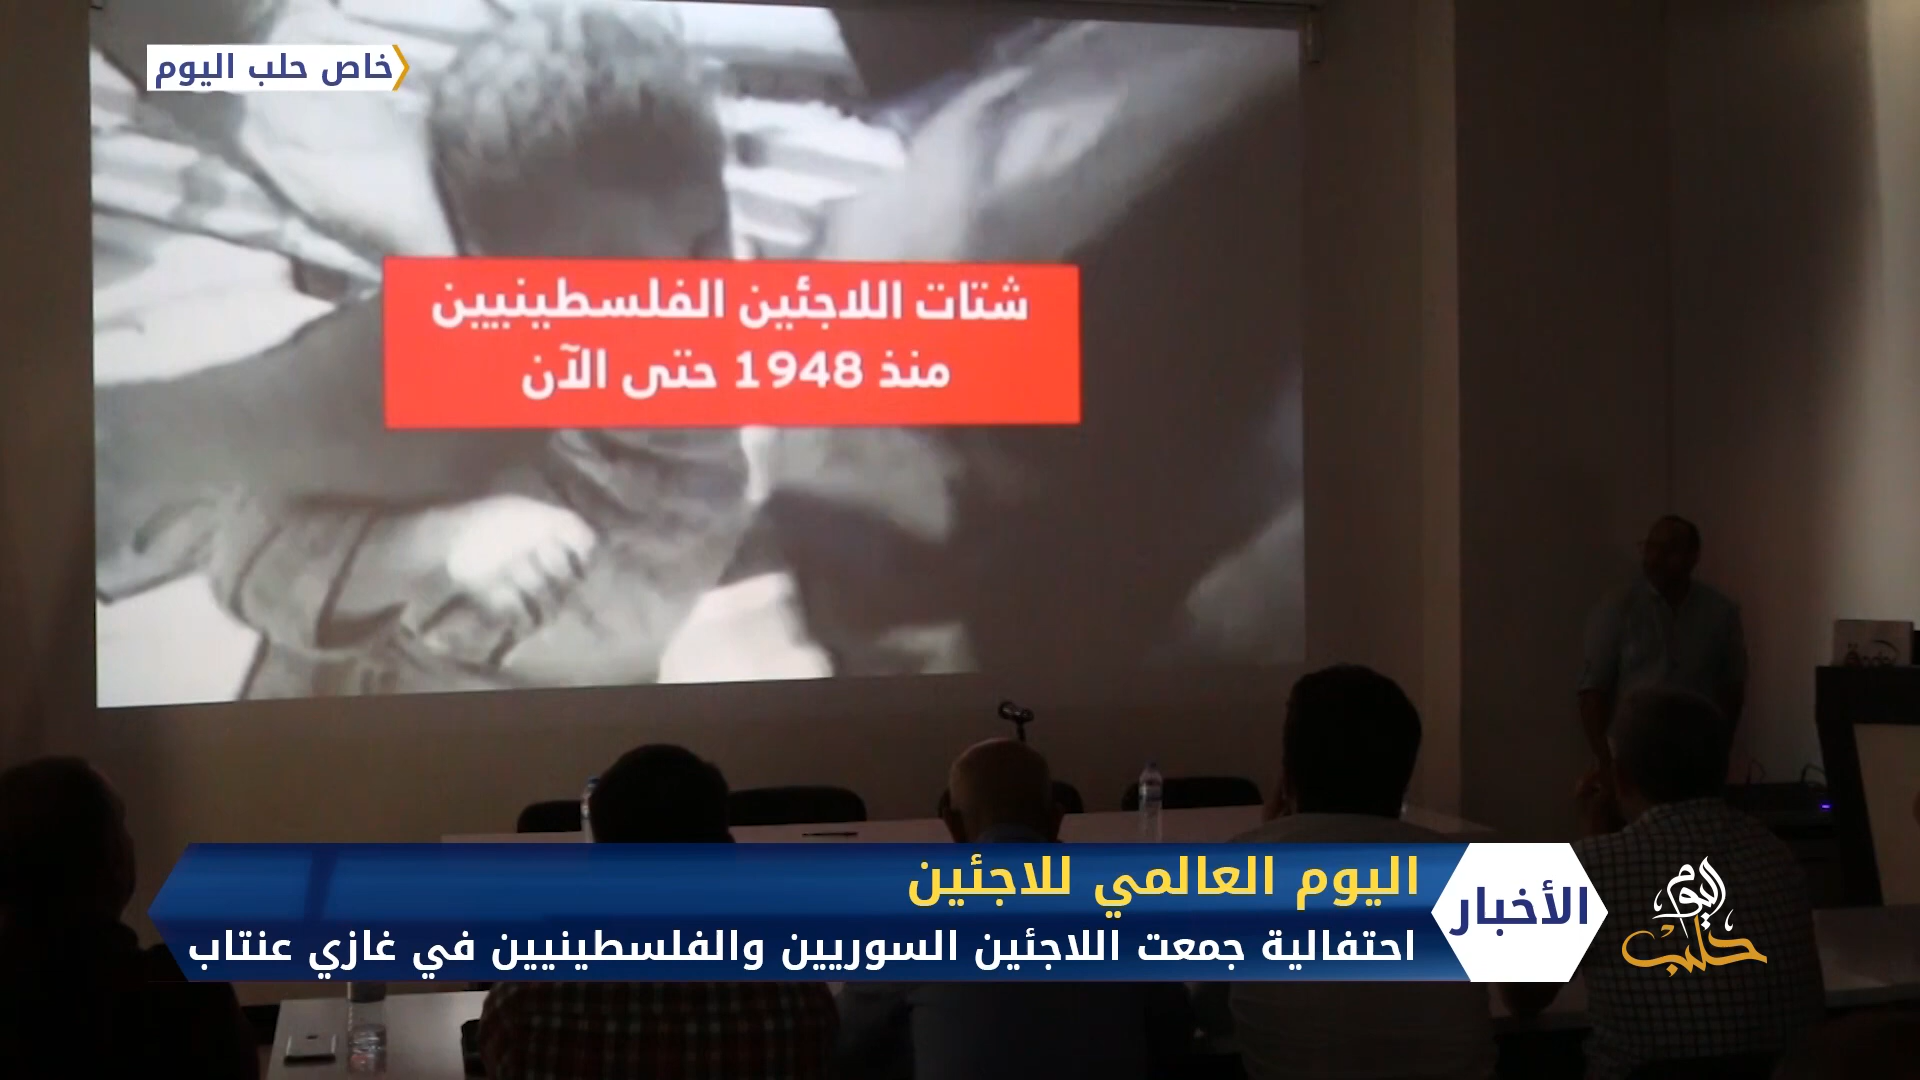 خاص حلب اليوم
شتات اللاجئين الفلسطينيين
منذ 1948 حتى الآن
اليوم العالمي للاجئين
الأخبار
احتفالية جمعت اللاجئين السوريين والفلسطينيين في غازي عنتاب
حلب اليوم